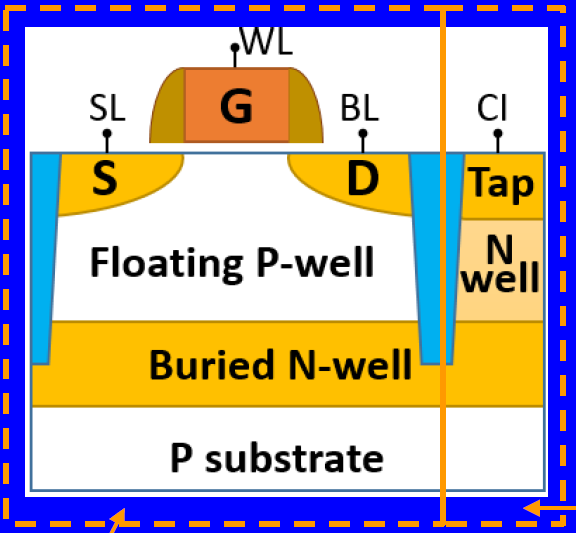 WL
SL
G
BL
CI
S
D
Tap
Floating P-well
N
well
Buried N-well
P substrate